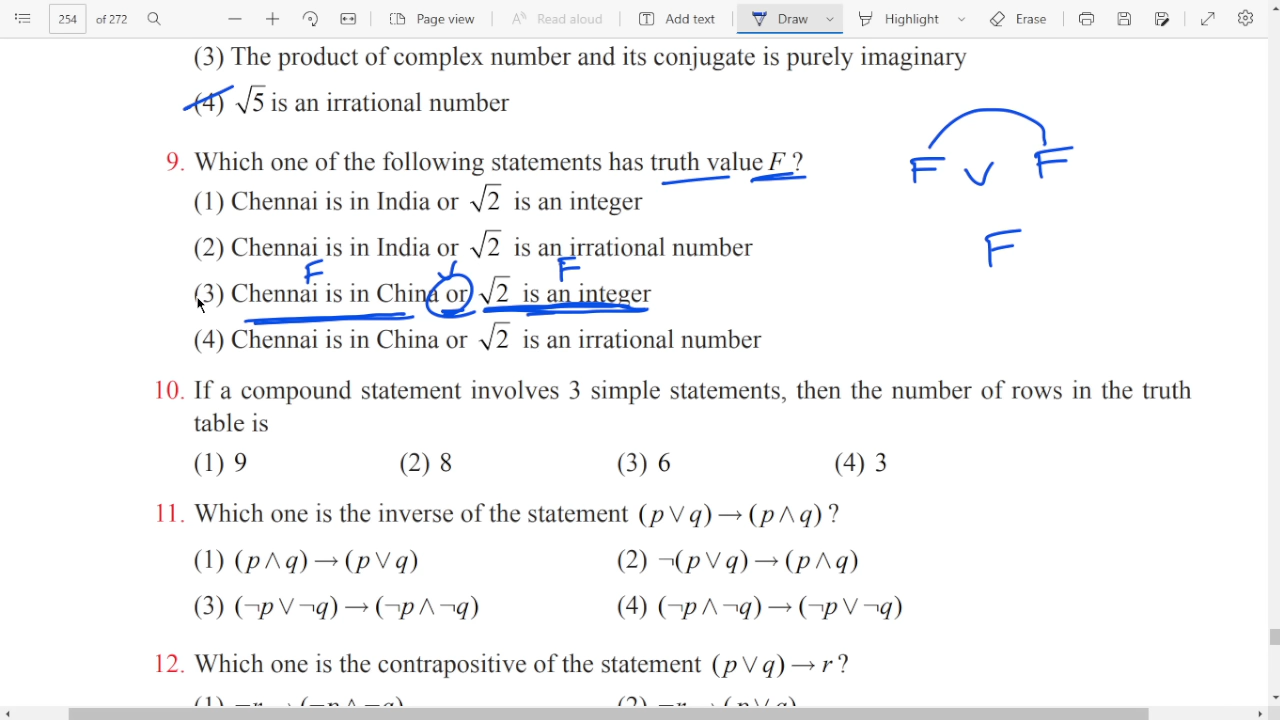 254 of 272 Page view Read aloud Add text Draw Highlight Erase
(3) The product of complex number and its conjugate is purely imaginary
(4) √5 is an irrational number
9. Which one of the following statements has truth value F ?
F ∨ F
(1) Chennai is in India or √2 is an integer
(2) Chennai is in India or √2 is an irrational number
F
F ∨ F
(3) Chennai is in China or √2 is an integer
(4) Chennai is in China or √2 is an irrational number
10. If a compound statement involves 3 simple statements, then the number of rows in the truth
table is
(1) 9 (2) 8 (3) 6 (4) 3
11. Which one is the inverse of the statement (p ∨ q) → (p ∧ q) ?
(1) (p ∧ q) → (p ∨ q) (2) ¬(p ∨ q) → (p ∧ q)
(3) (¬p ∨ ¬q) → (¬p ∧ ¬q) (4) (¬p ∧ ¬q) → (¬p ∨ ¬q)
12. Which one is the contrapositive of the statement (p ∨ q) → r ?